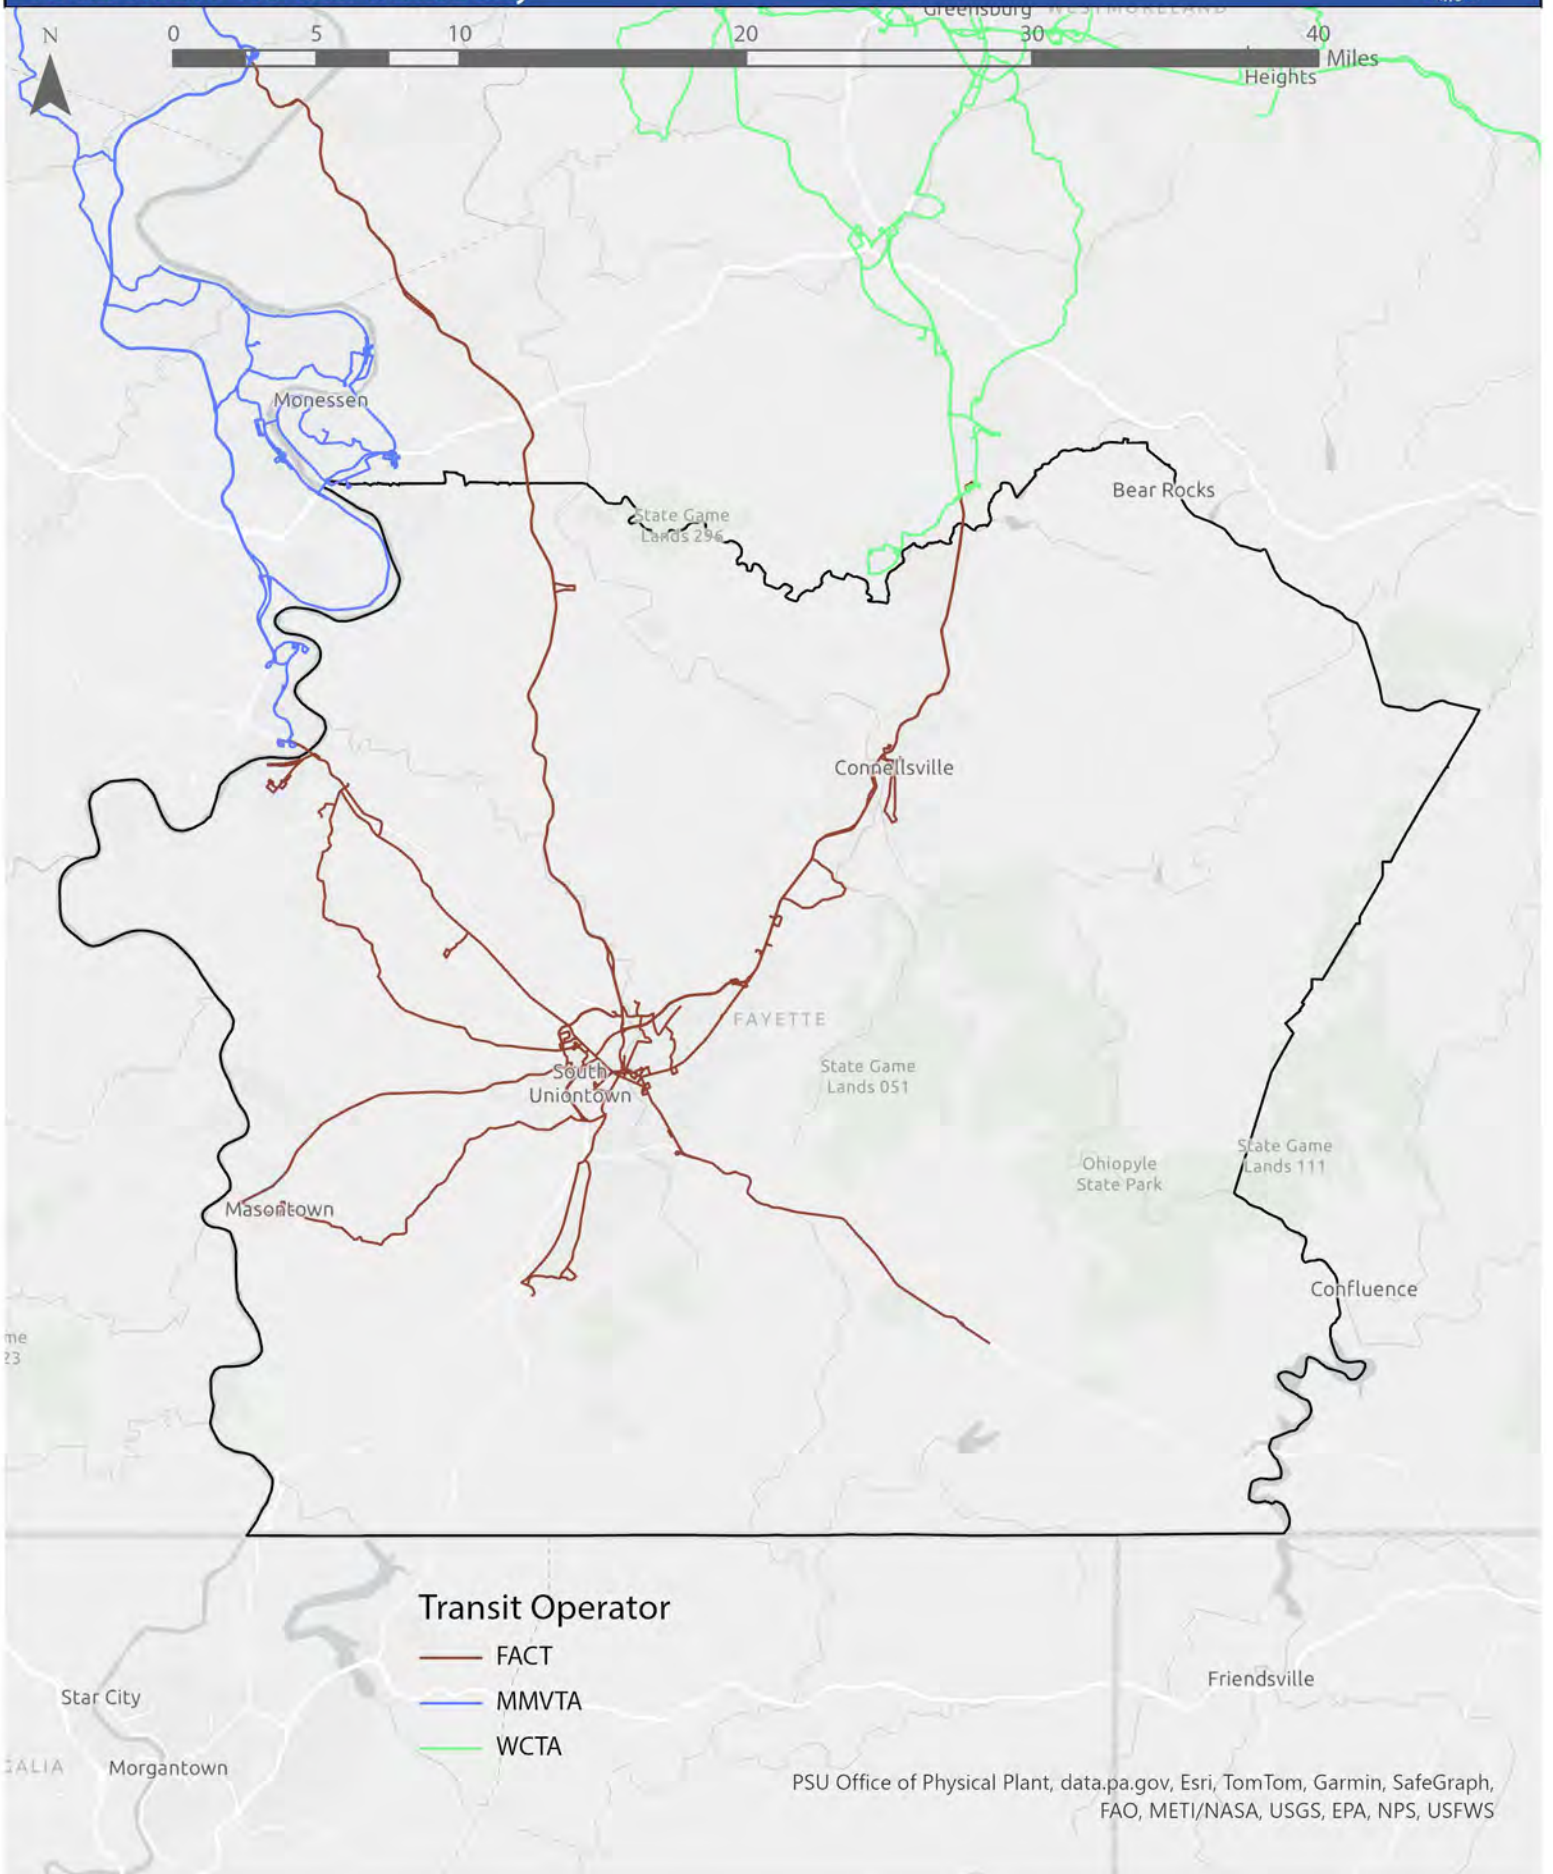 Greensburg WESTMORELAND
N
0 5 10 20 30 40
Miles
Heights
Monessen
Bear Rocks
State Game
Lands 296
Connellsville
FAYETTE
State Game
Lands 051
South
Uniontown
State Game
Lands 111
Ohiopyle
State Park
Masontown
Confluence
23
Transit Operator
FACT
MMVTA
WCTA
Friendsville
Star City
Morgantown
PSU Office of Physical Plant, data.pa.gov, Esri, TomTom, Garmin, SafeGraph,
FAO, METI/NASA, USGS, EPA, NPS, USFWS